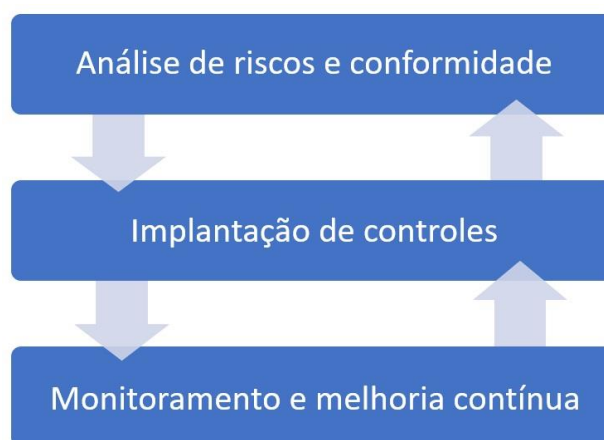 Análise de riscos e conformidade
Implantação de controles
Monitoramento e melhoria contínua